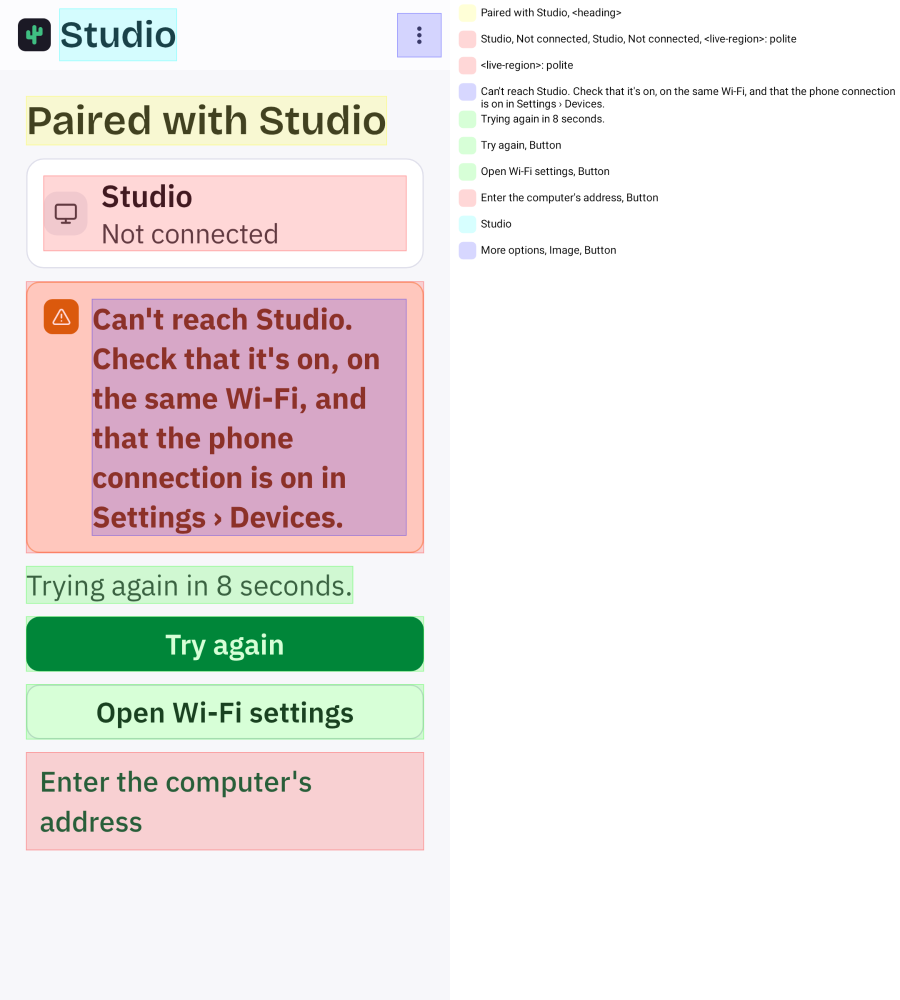 Studio
Paired with Studio
Studio
Not connected
Can't reach Studio.
Check that it's on, on
the same Wi-Fi, and
that the phone
connection is on in
Settings › Devices.
Trying again in 8 seconds.
Try again
Open Wi-Fi settings
Enter the computer's
address
Paired with Studio, <heading>
Studio, Not connected, Studio, Not connected, <live-region>: polite
<live-region>: polite
Can't reach Studio. Check that it's on, on the same Wi-Fi, and that the phone connection
is on in Settings › Devices.
Trying again in 8 seconds.
Try again, Button
Open Wi-Fi settings, Button
Enter the computer's address, Button
Studio
More options, Image, Button